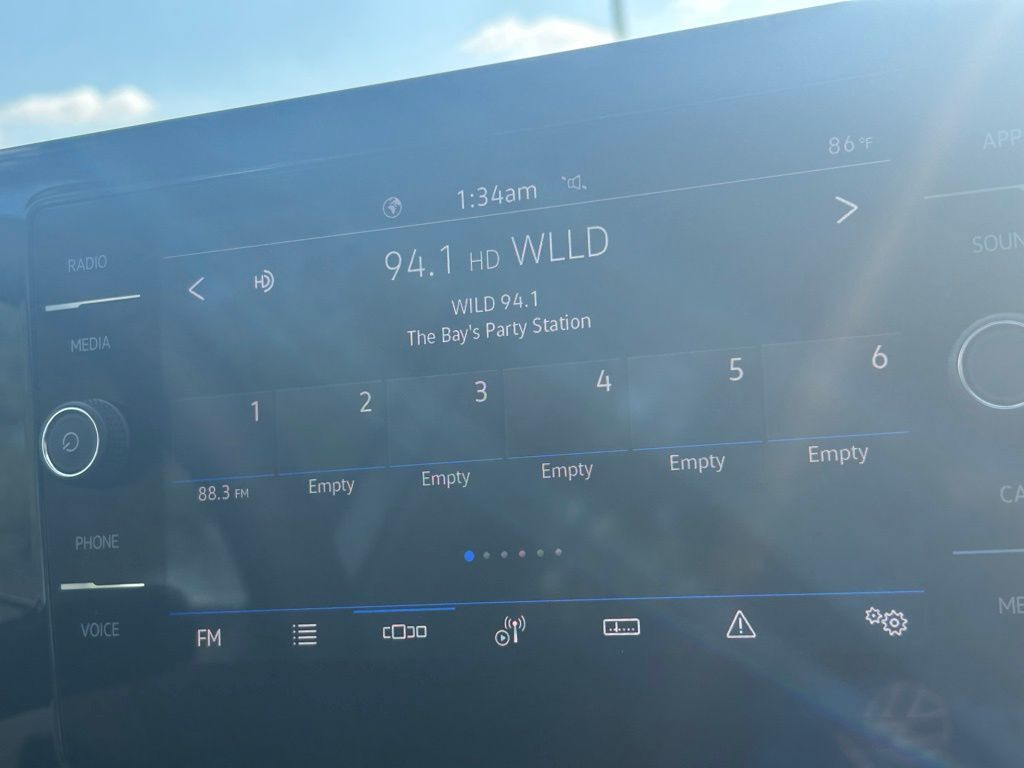 1:34am
86°F
94.1 HD WLLD
WILD 94.1
The Bay's Party Station
RADIO
MEDIA
PHONE
VOICE
1 2 3 4 5 6
88.3 FM Empty Empty Empty Empty Empty
FM
APP
SOUN
CA
ME